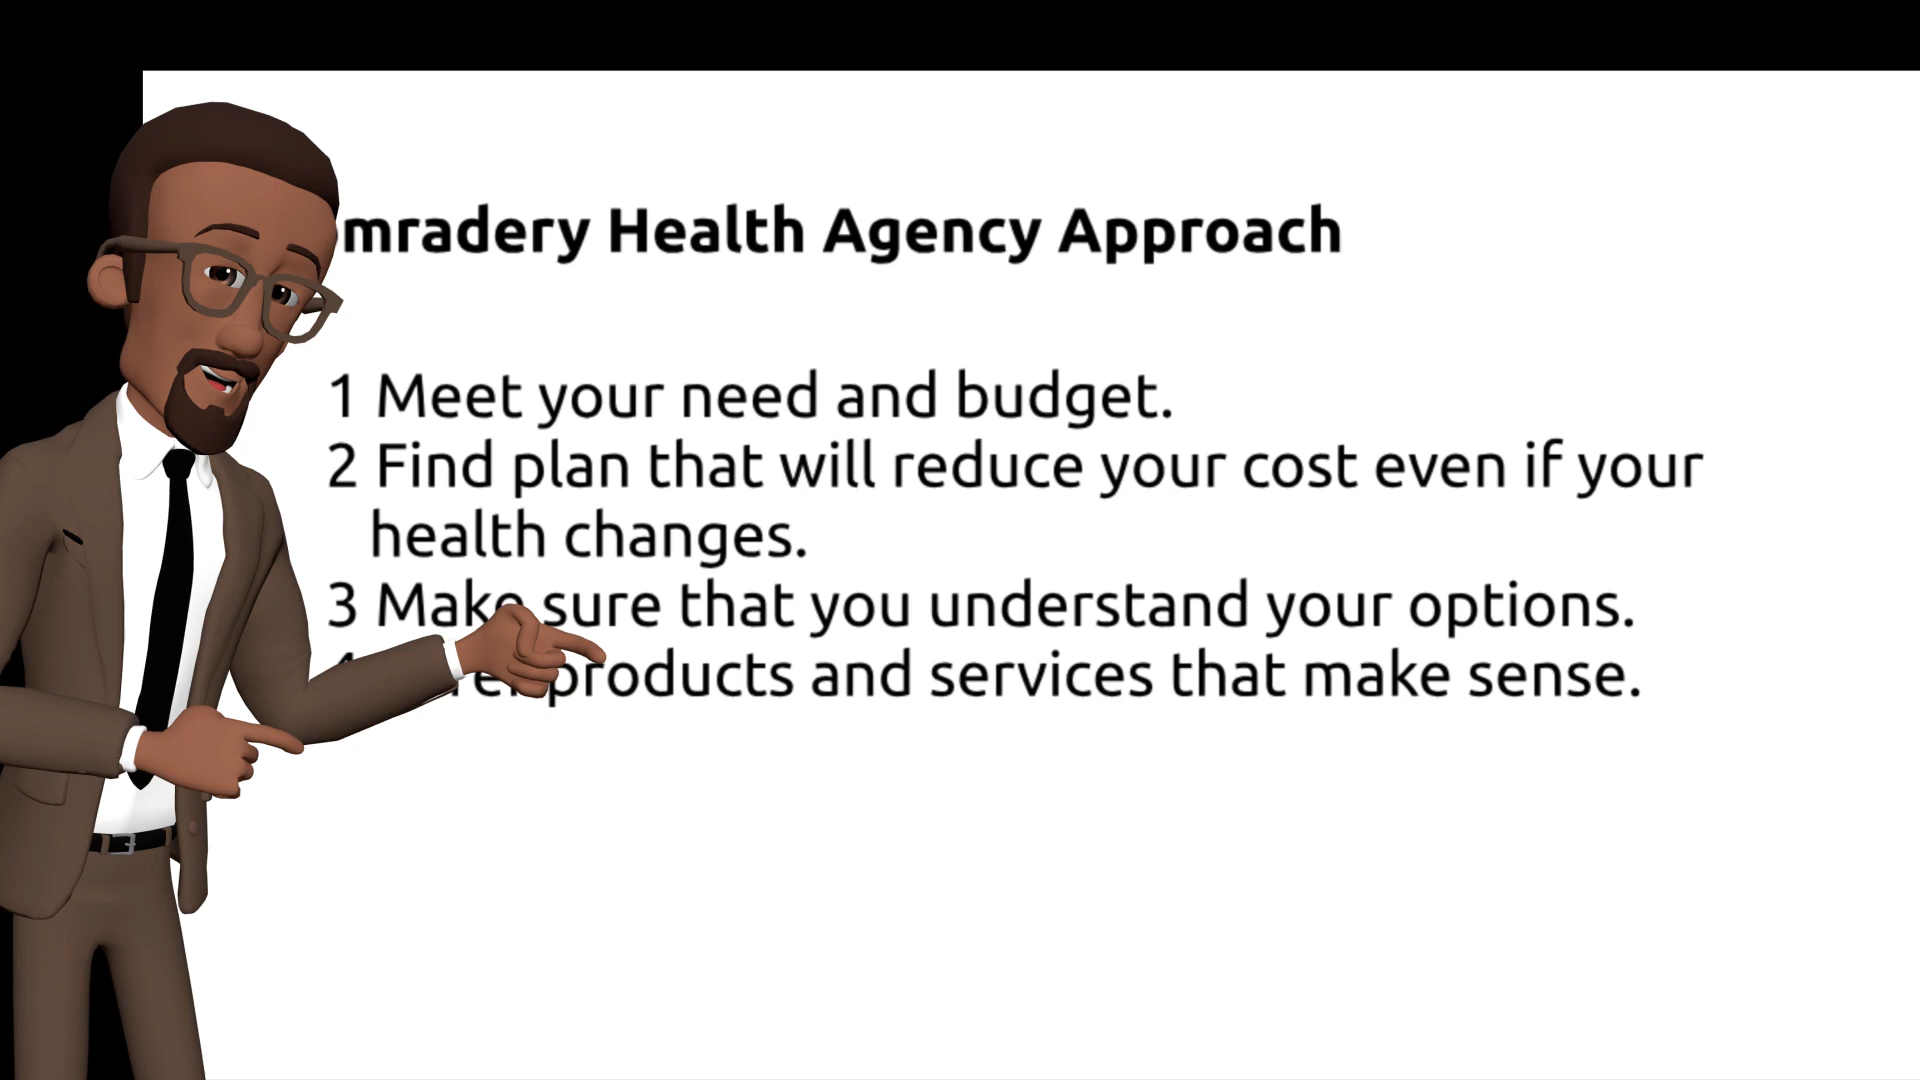 mradery Health Agency Approach
1 Meet your need and budget.
2 Find plan that will reduce your cost even if your
health changes.
3 Make sure that you understand your options.
products and services that make sense.